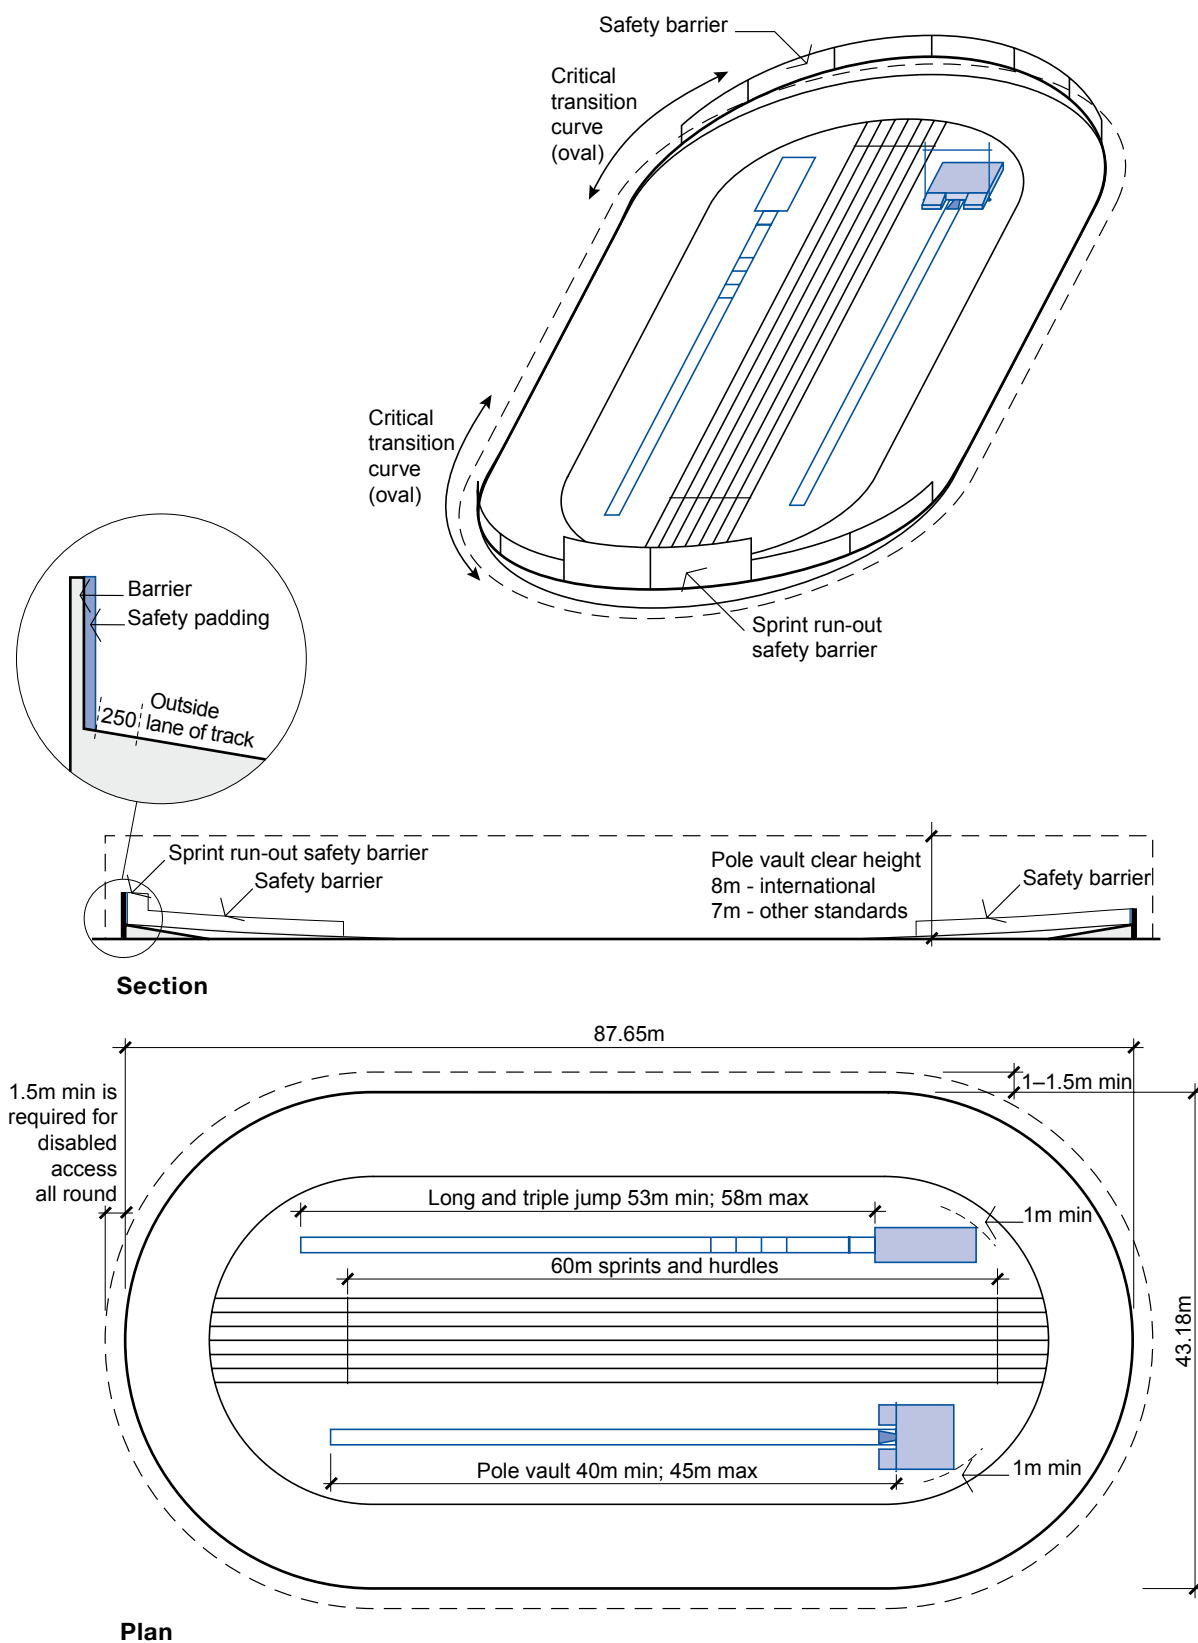 Safety barrier
Critical
transition
curve
(oval)
Critical
transition
curve
(oval)
Sprint run-out
safety barrier
Barrier
Safety padding
250
Outside
lane of track
Sprint run-out safety barrier
Safety barrier
Pole vault clear height
8m - international
7m - other standards
Safety barrier
Section
87.65m
1.5m min is
required for
disabled
access
all round
1–1.5m min
Long and triple jump 53m min; 58m max
1m min
60m sprints and hurdles
43.18m
Pole vault 40m min; 45m max
1m min
Plan